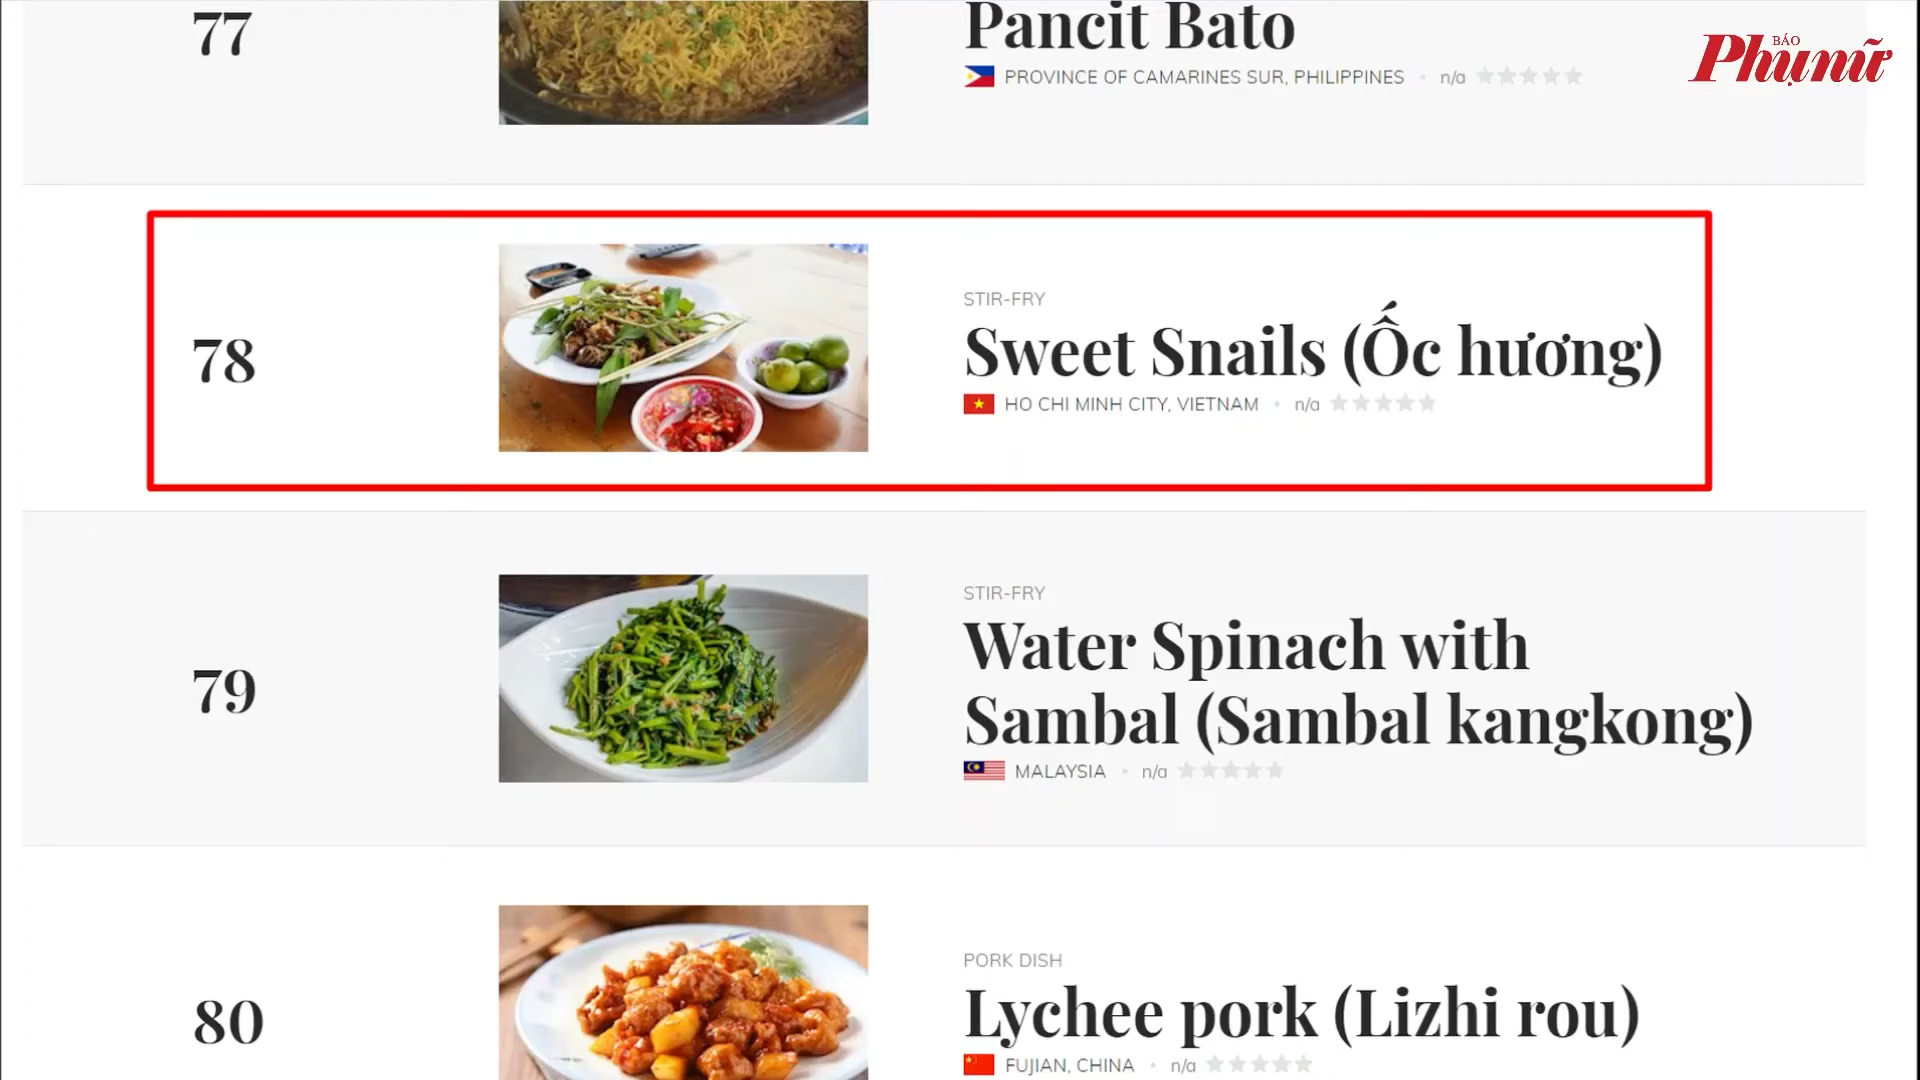 77
Pancit Bato
PROVINCE OF CAMARINES SUR, PHILIPPINES • n/a
BÁO
Phụ nữ
78
STIR-FRY
Sweet Snails (Ốc hương)
HO CHI MINH CITY, VIETNAM • n/a
79
STIR-FRY
Water Spinach with
Sambal (Sambal kangkong)
MALAYSIA • n/a
80
PORK DISH
Lychee pork (Lizhi rou)
FUJIAN, CHINA • n/a